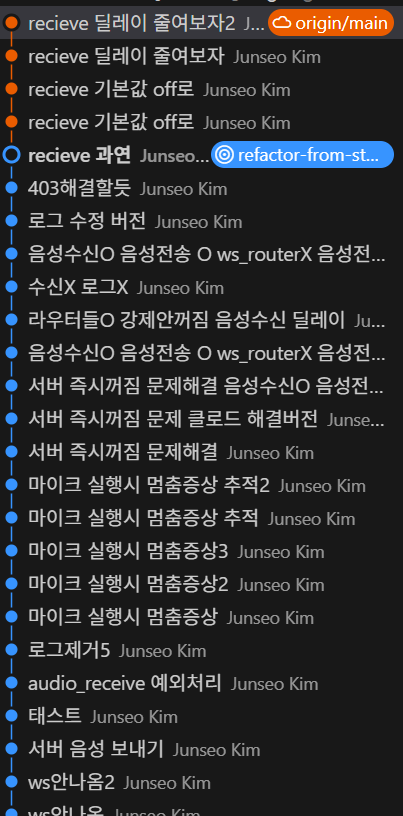 recieve 딜레이 줄여보자2 J... origin/main
recieve 딜레이 줄여보자 Junseo Kim
recieve 기본값 off로 Junseo Kim
recieve 기본값 off로 Junseo Kim
recieve 과연 Junseo... refactor-from-st...
403해결할듯 Junseo Kim
로그 수정 버전 Junseo Kim
음성수신O 음성전송 O ws_routerX 음성전...
수신X 로그X Junseo Kim
라우터들O 강제안꺼짐 음성수신 딜레이 Ju...
음성수신O 음성전송 O ws_routerX 음성전...
서버 즉시꺼짐 문제해결 음성수신O 음성전...
서버 즉시꺼짐 문제 클로드 해결버전 Junse...
서버 즉시꺼짐 문제해결 Junseo Kim
마이크 실행시 멈춤증상 추적2 Junseo Kim
마이크 실행시 멈춤증상 추적 Junseo Kim
마이크 실행시 멈춤증상3 Junseo Kim
마이크 실행시 멈춤증상2 Junseo Kim
마이크 실행시 멈춤증상 Junseo Kim
로그제거5 Junseo Kim
audio_receive 예외처리 Junseo Kim
태스트 Junseo Kim
서버 음성 보내기 Junseo Kim
ws안나옴2 Junseo Kim
ws안나옴 Junseo Kim